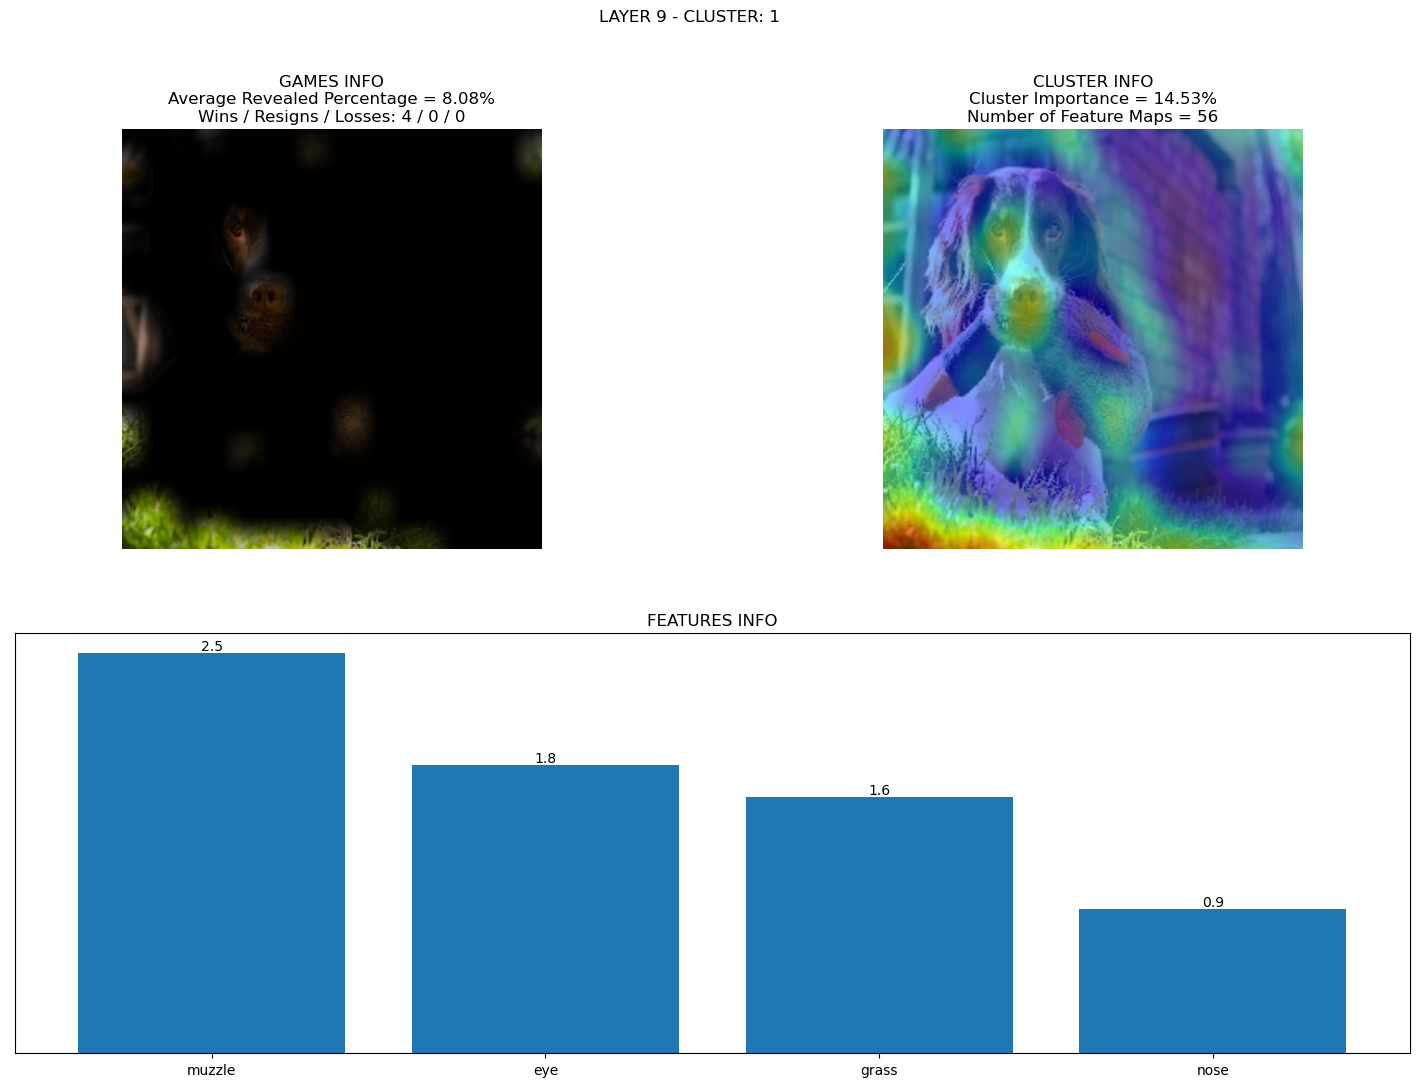 LAYER 9 - CLUSTER: 1
GAMES INFO
Average Revealed Percentage = 8.08%
Wins / Resigns / Losses: 4 / 0 / 0
CLUSTER INFO
Cluster Importance = 14.53%
Number of Feature Maps = 56
FEATURES INFO
2.5
1.8
1.6
0.9
muzzle eye grass nose